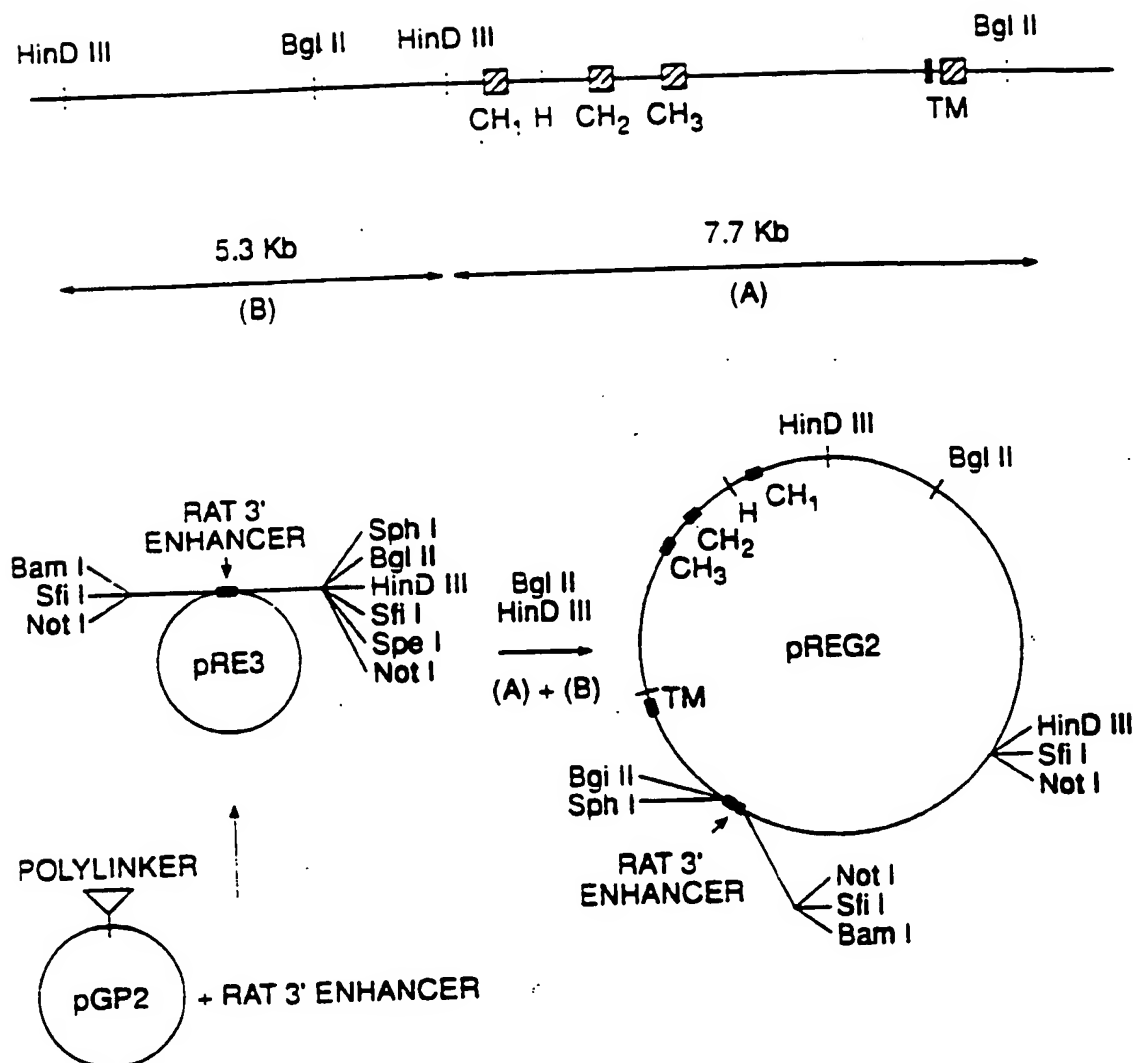 HinD III
Bgl II
HinD III
Bgl II
CH1
H
CH2
CH3
TM
5.3 Kb
(B)
7.7 Kb
(A)
RAT 3'
ENHANCER
Bam I
Sfi I
Not I
Sph I
Bgl II
HinD III
Sfi I
Spe I
Not I
pRE3
Bgl II
HinD III
(A) + (B)
HinD III
Bgl II
CH1
H
CH2
CH3
pREG2
TM
HinD III
Sfi I
Not I
Bgi II
Sph I
RAT 3'
ENHANCER
Not I
Sfi I
Bam I
POLYLINKER
pGP2
+ RAT 3' ENHANCER